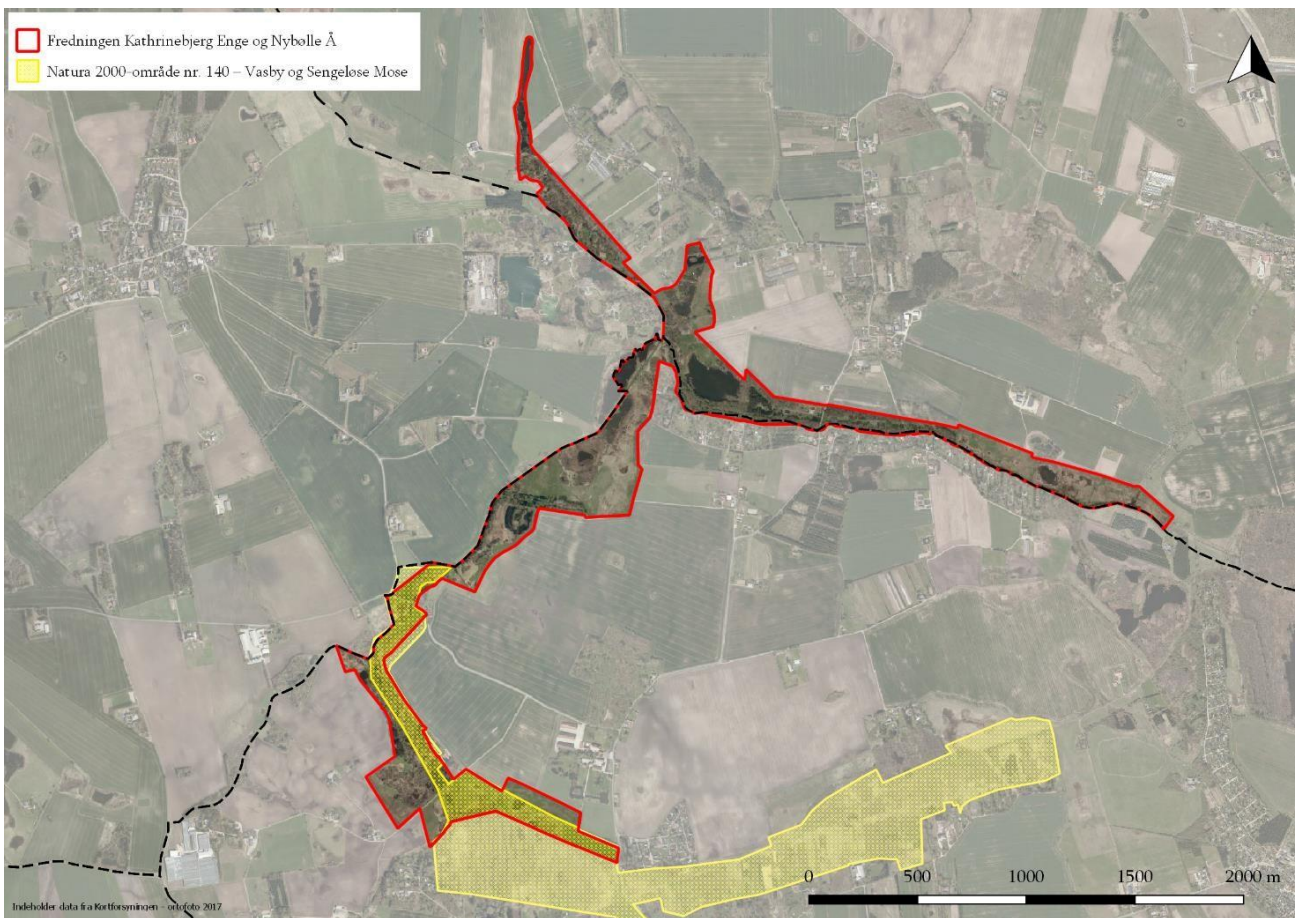 Fredningen Kathrinebjerg Enge og Nybølle Å
Natura 2000-område nr. 140 – Vasby og Sengeløse Mose
0 500 1000 1500 2000 m
Indeholder data fra Kortforsyningen - ortofoto 2017